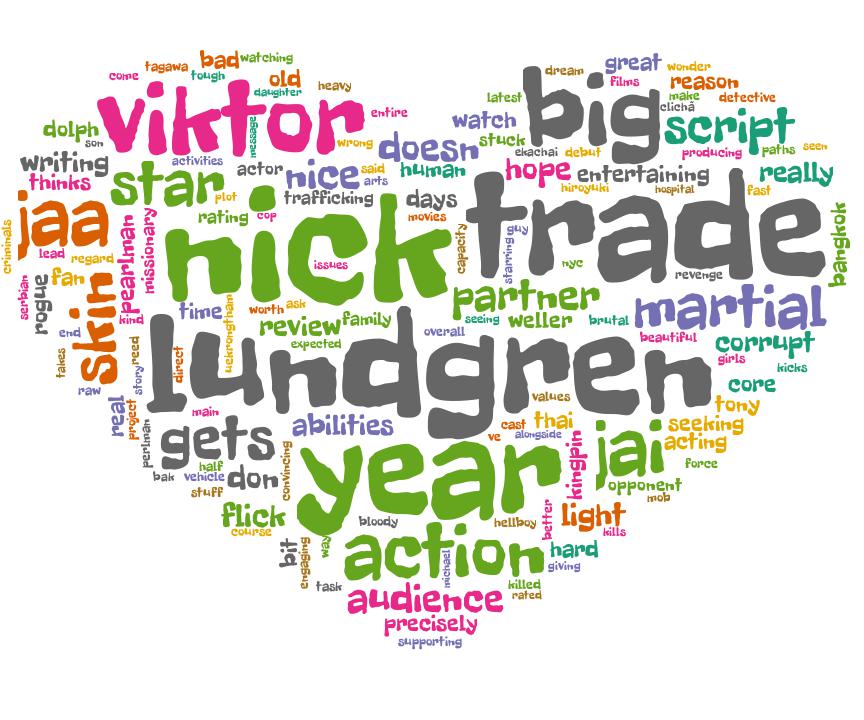 come
tagawa
bad
watching
tough
old
daughter
heavy
great
wonder
dream
films
reason
make
detective
latest
big
clichã
viktor
entire
message
dolph
son
watch
script
stuck
paths
seen
producing
wrong
doesn
ekachai
debut
writing
activities
actor
nice
said
arts
human
hope
entertaining
really
thinks
star
plot
trafficking
days
hiroyuki
hospital
fast
jaa
rating
cop
movies
trade
bangkok
criminals
lead
regard
pearlman
missionary
nick
issues
capacity
guy
starring
nyc
revenge
serbian
rogue
fan
skin
kind
time
uekrongtham
worth
ask
partner
martial
end
review
family
seeing
weller
brutal
expected
overall
beautiful
corrupt
girls
takes
reed
story
direct
lundgren
kicks
raw
core
real
project
main
values
tony
abilities
cast
thai
alongside
ve
seeking
acting
perlman
gets
convincing
year
kingpin
jai
force
bak
half
vehicle
don
stuff
opponent
mob
flick
course
bloody
hellboy
better
light
kills
bit
engaging
way
action
michael
hard
giving
task
killed
rated
audience
precisely
supporting